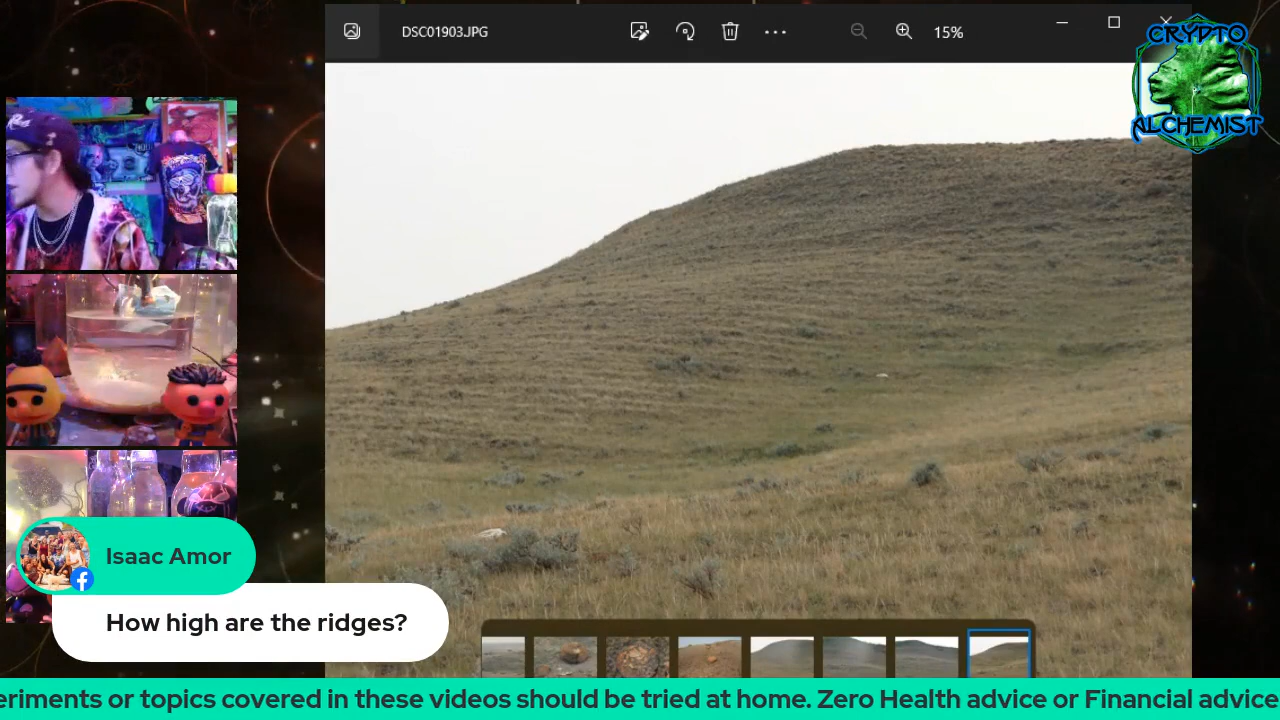 DSC01903.JPG
15%
CRYPTO
ALCHEMIST
Isaac Amor
How high are the ridges?
eriments or topics covered in these videos should be tried at home. Zero Health advice or Financial advice